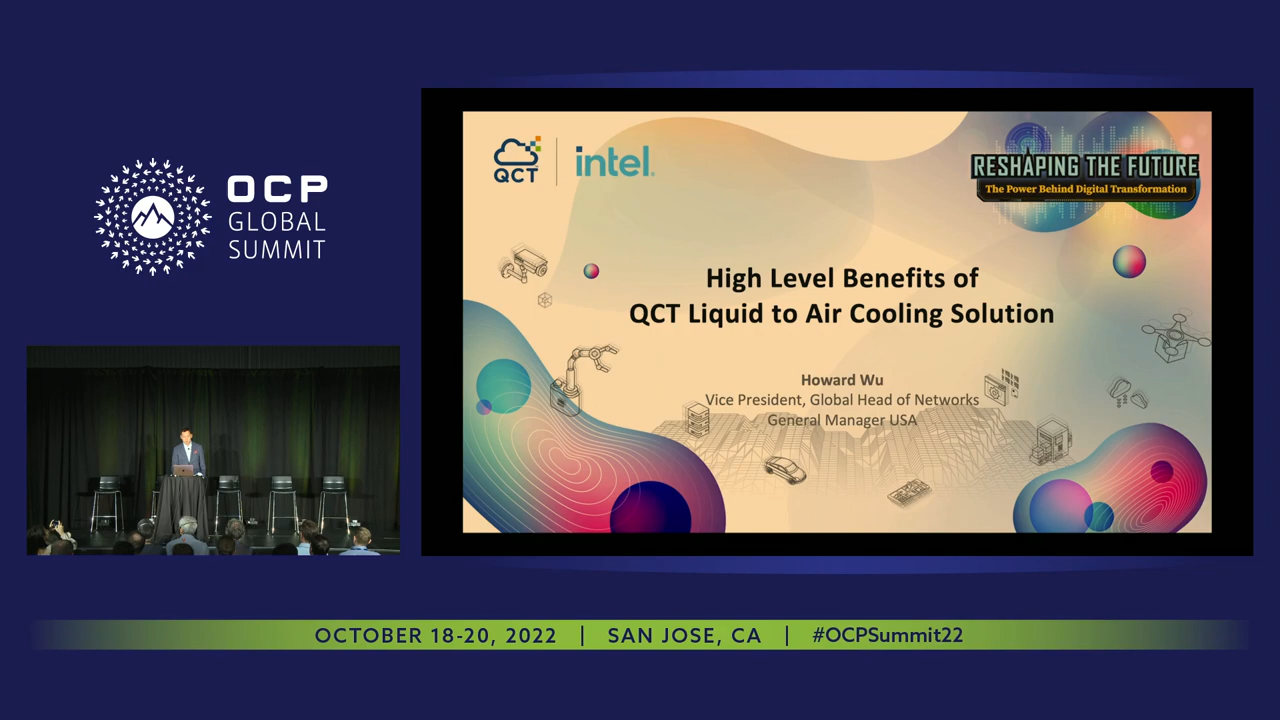 OCP
GLOBAL
SUMMIT
QCT
intel.
RESHAPING THE FUTURE
The Power Behind Digital Transformation
High Level Benefits of
QCT Liquid to Air Cooling Solution
Howard Wu
Vice President, Global Head of Networks
General Manager USA
OCTOBER 18-20, 2022 | SAN JOSE, CA | #OCPSummit22